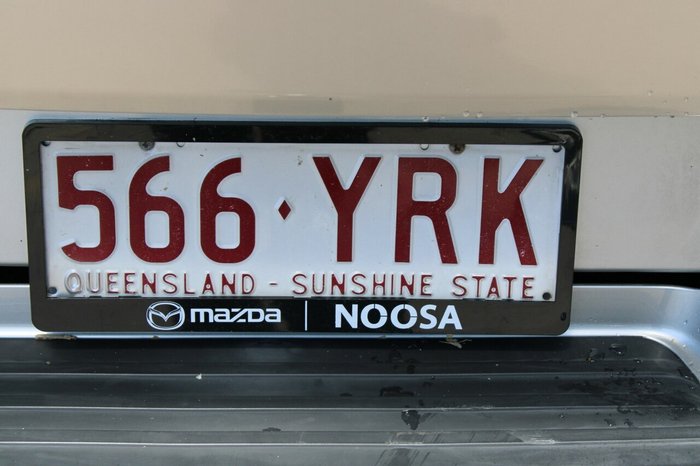 566·YRK
QUEENSLAND - SUNSHINE STATE
mazda | NOOSA